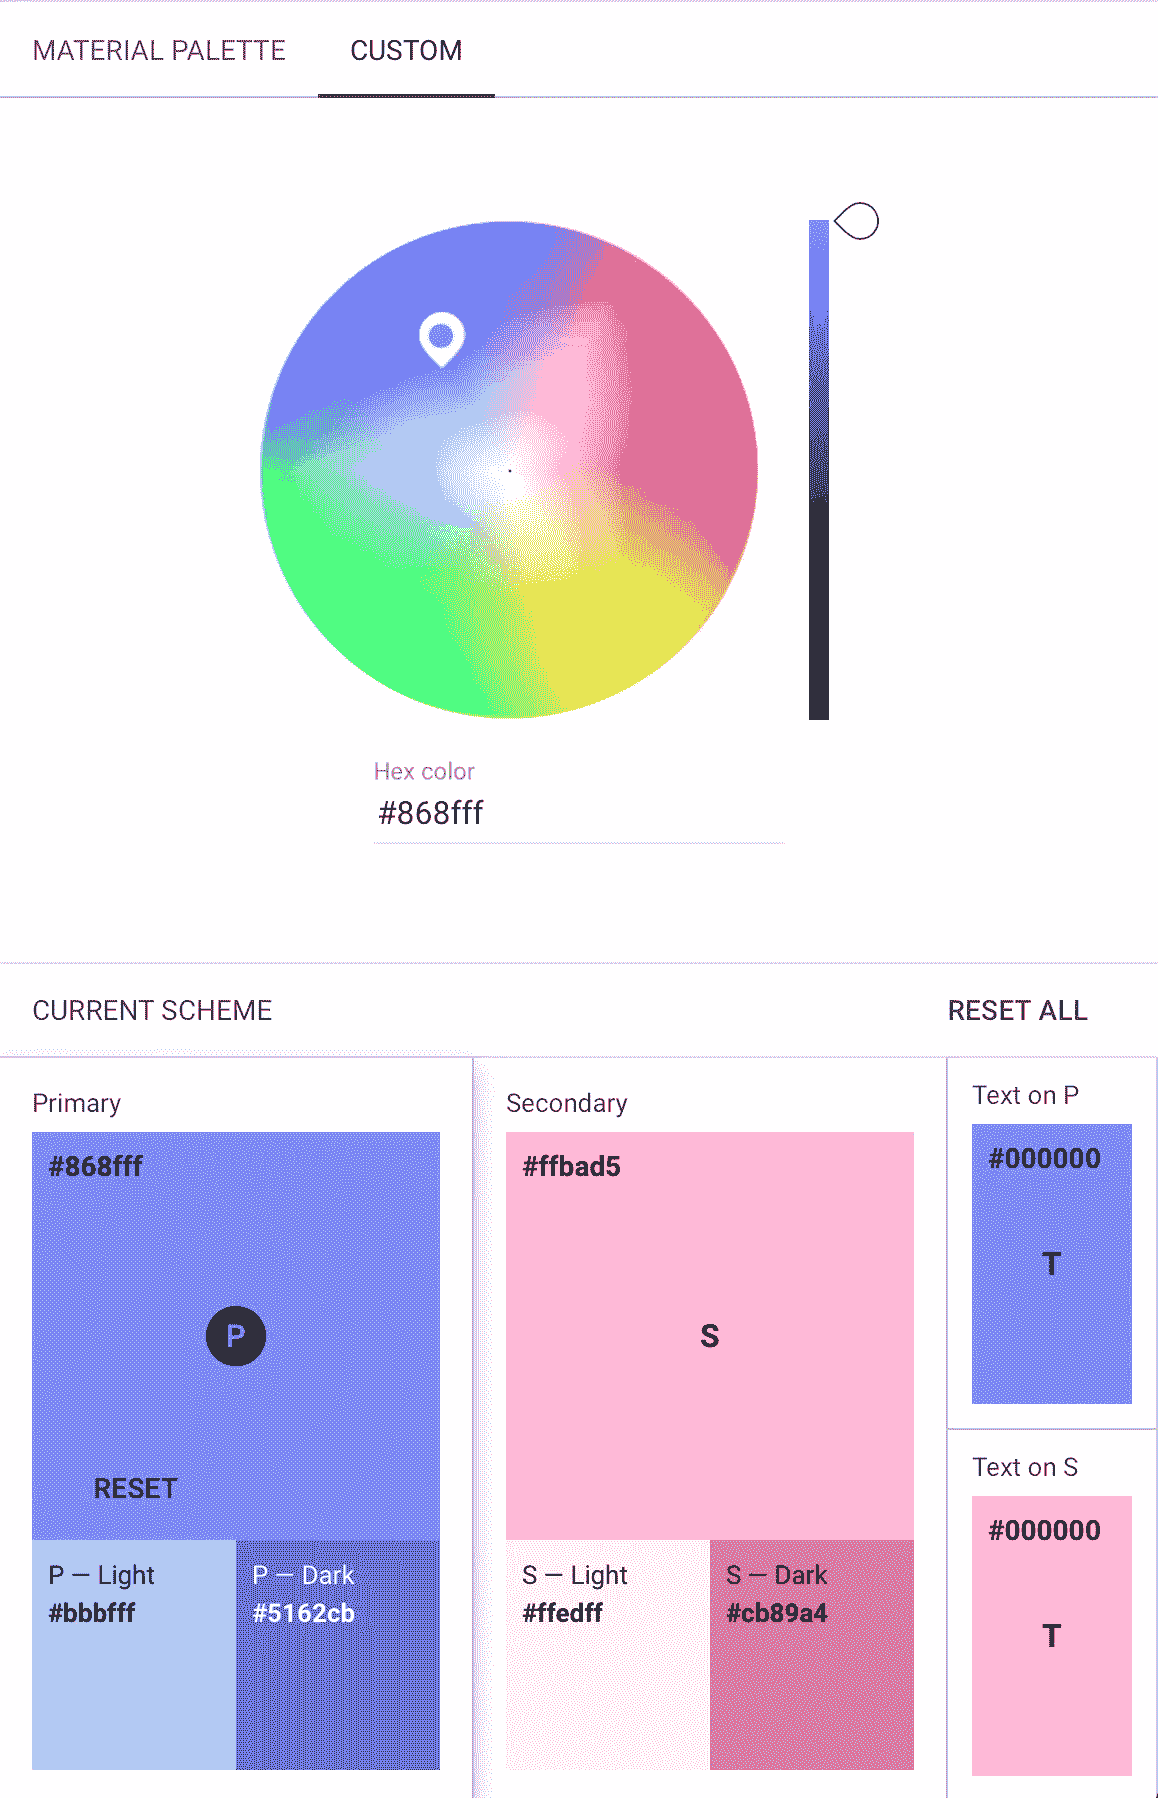 MATERIAL PALETTE CUSTOM
Hex color
#868fff
CURRENT SCHEME RESET ALL
Primary
#868fff
P
RESET
P — Light
#bbbfff
P — Dark
#5162cb
Secondary
#ffbad5
S
S — Light
#ffedff
S — Dark
#cb89a4
Text on P
#000000
T
Text on S
#000000
T